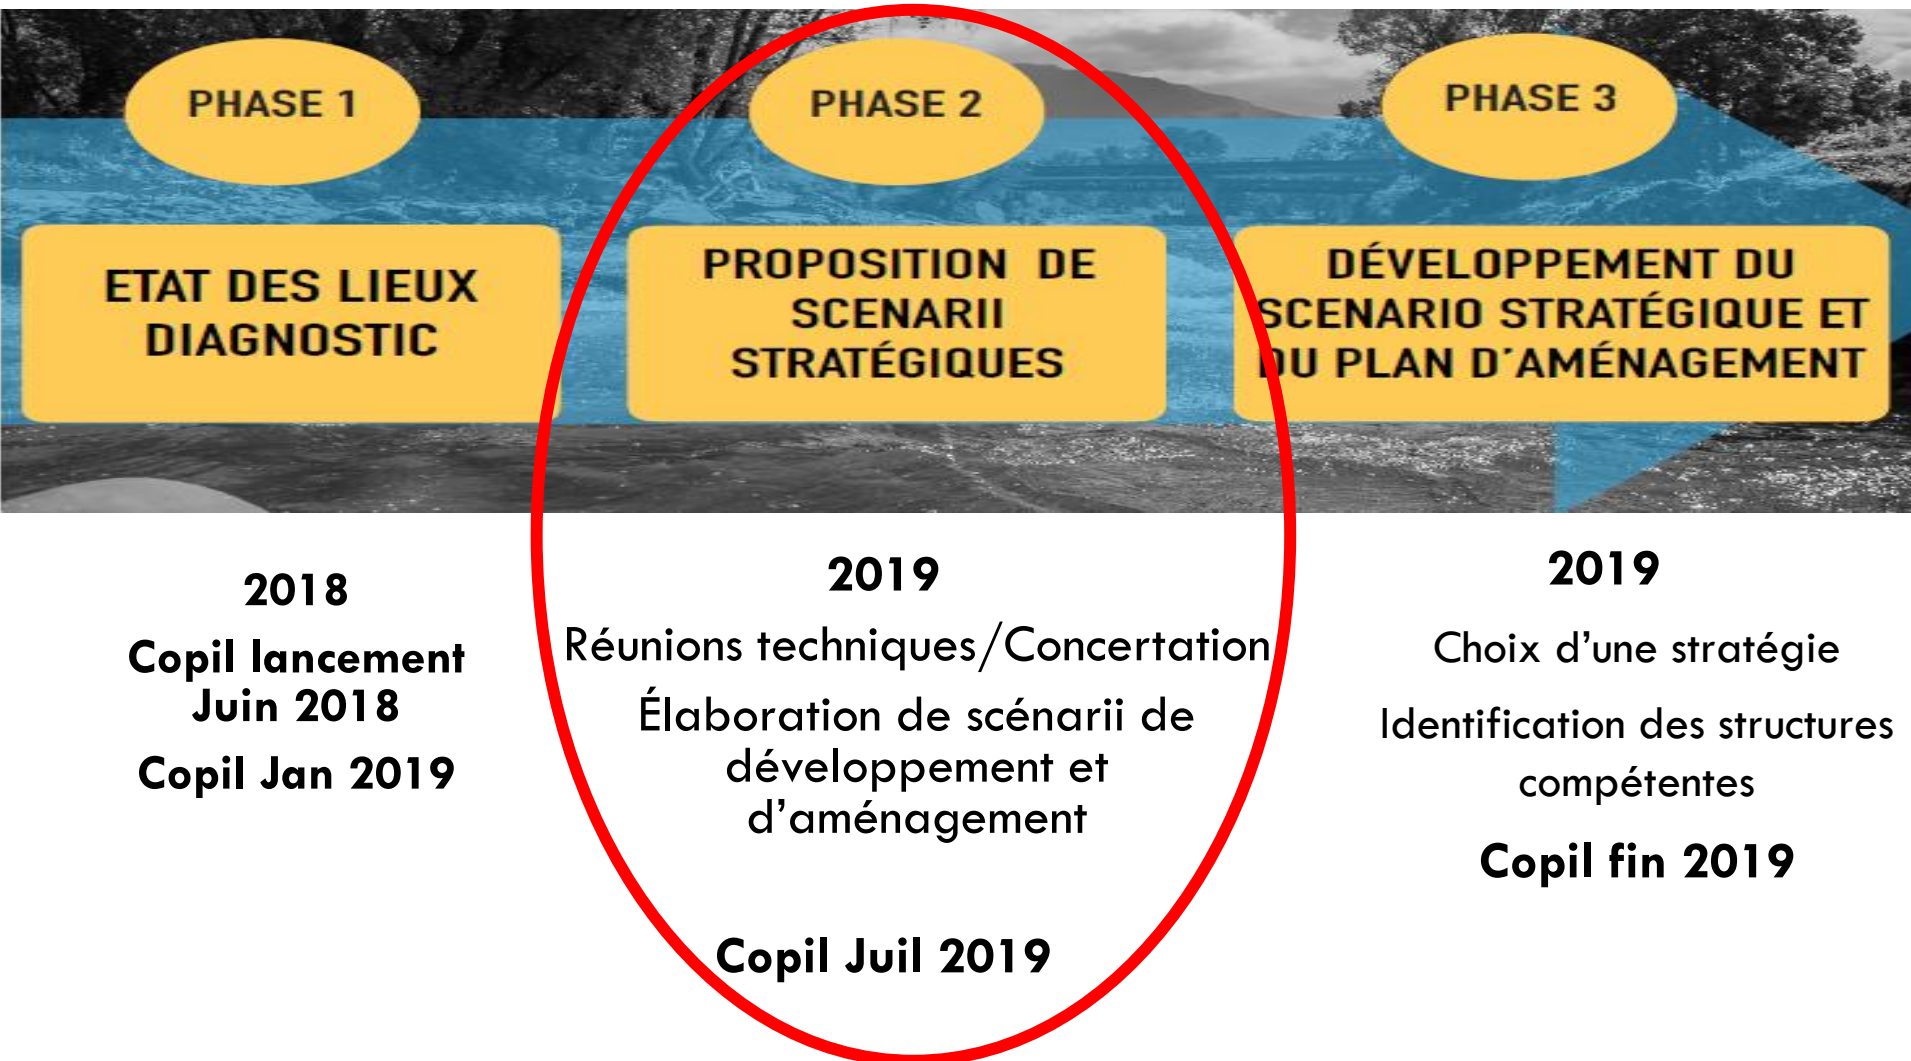 PHASE 1
ETAT DES LIEUX
DIAGNOSTIC
2018
Copil lancement
Juin 2018
Copil Jan 2019
PHASE 2
PROPOSITION DE
SCENARII
STRATÉGIQUES
2019
Réunions techniques/Concertation
Élaboration de scénarii de
développement et
d’aménagement
Copil Juil 2019
PHASE 3
DÉVELOPPEMENT DU
SCENARIO STRATÉGIQUE ET
DU PLAN D'AMÉNAGEMENT
2019
Choix d’une stratégie
Identification des structures
compétentes
Copil fin 2019